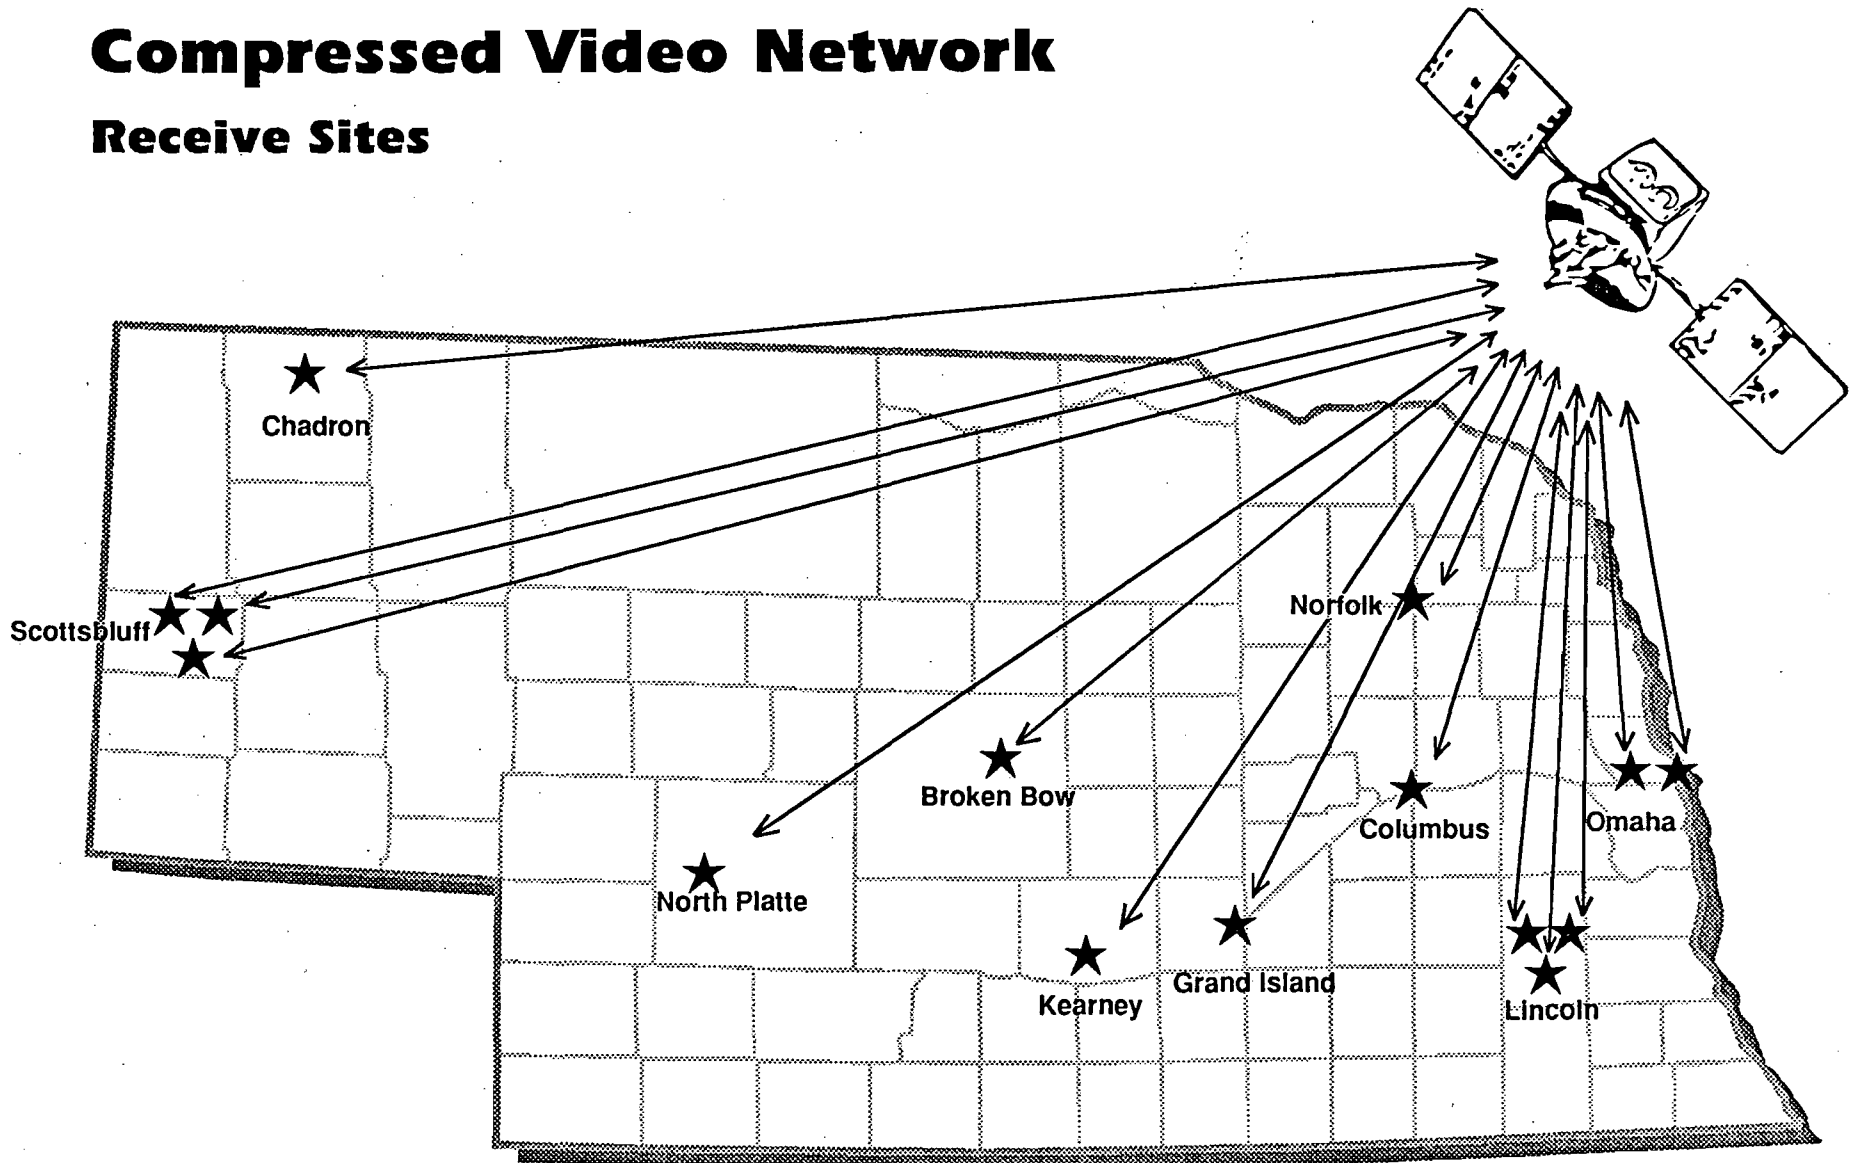 Compressed Video Network
Receive Sites
Chadron
Scottsbluff
Norfolk
Broken Bow
Columbus
Omaha
North Platte
Kearney
Grand Island
Lincoln